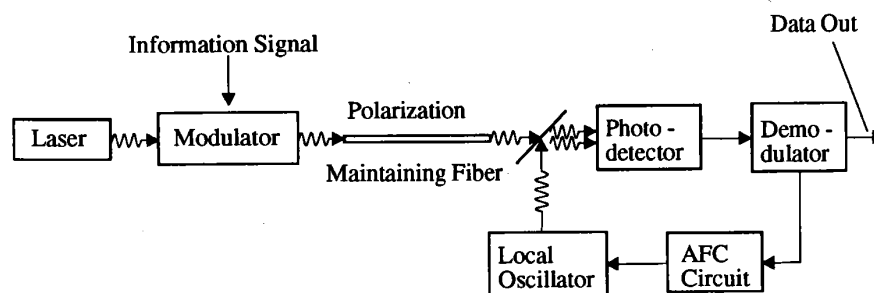 Data Out
Information Signal
Laser
Modulator
Polarization
Maintaining Fiber
Photo -
detector
Demo -
dulator
Local
Oscillator
AFC
Circuit